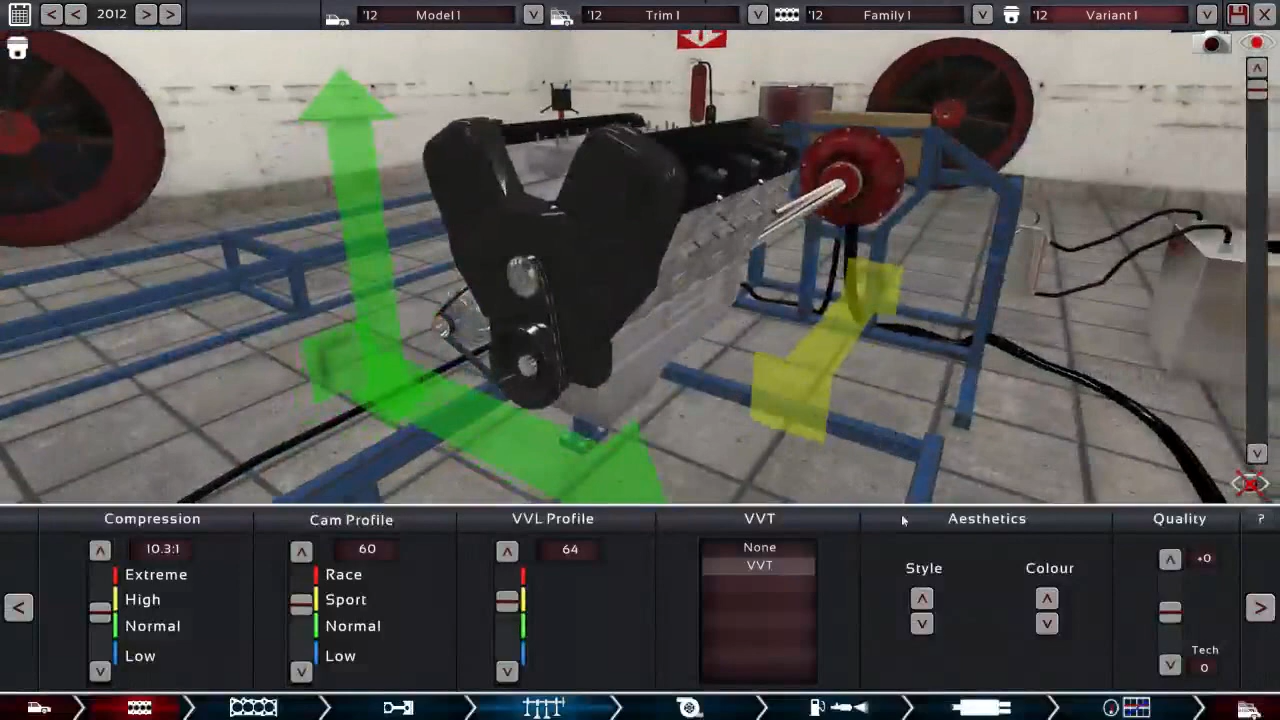 2012
'12 Model 1
'12 Trim 1
'12 Family 1
'12 Variant 1
Compression
10.3:1
Extreme
High
Normal
Low
Cam Profile
60
Race
Sport
Normal
Low
VVL Profile
64
VVT
None
VVT
Aesthetics
Style
Colour
Quality
+0
Tech
0
?